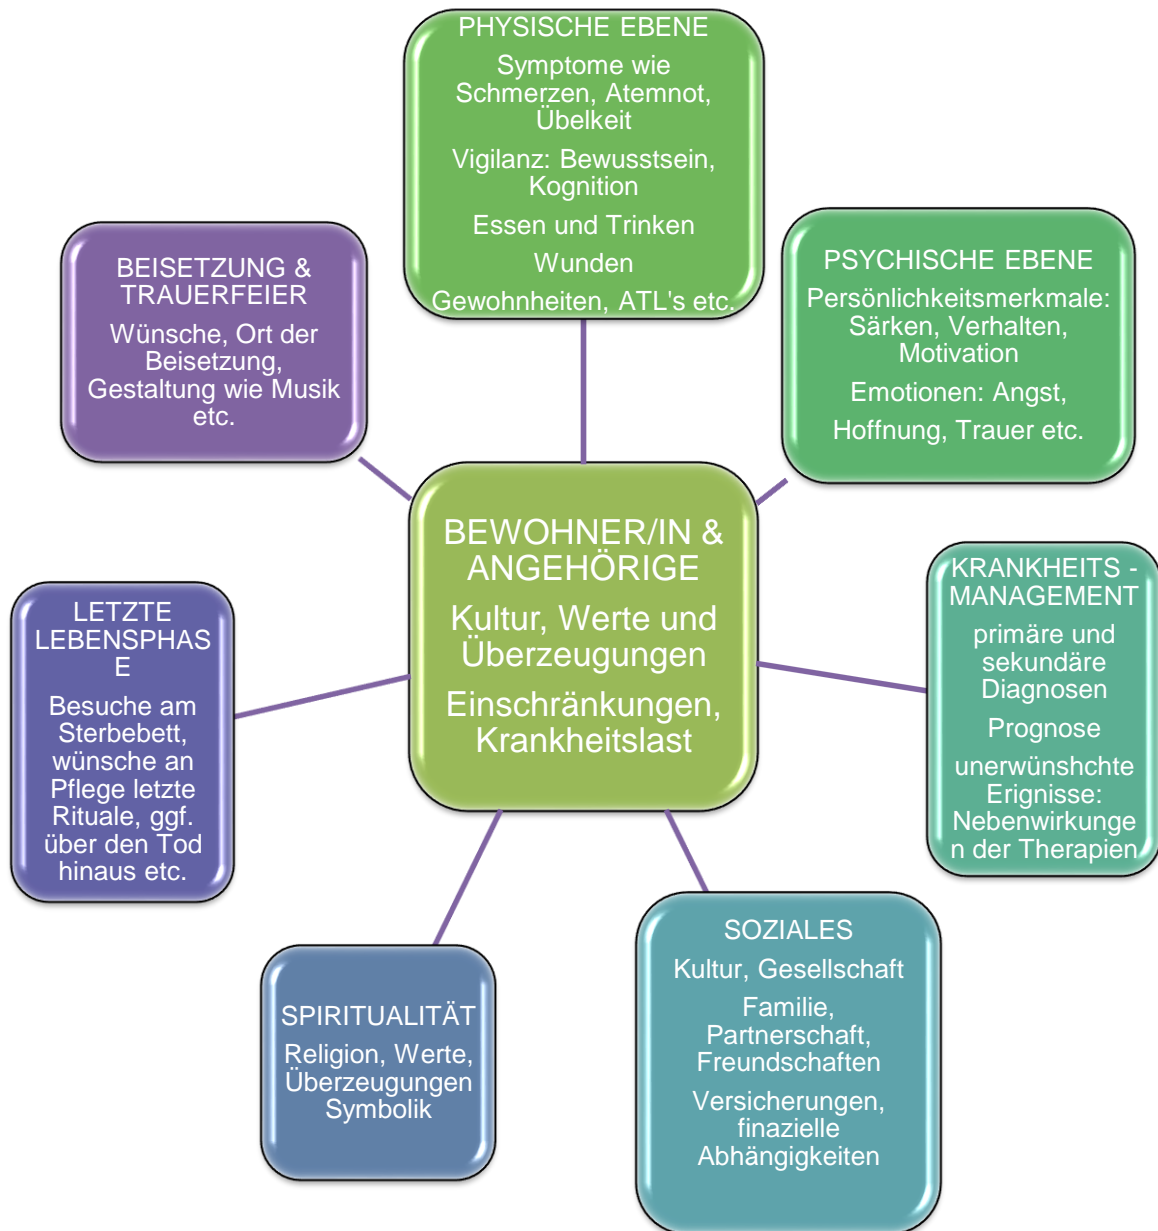 PHYSISCHE EBENE
Symptome wie
Schmerzen, Atemnot,
Übelkeit
Vigilanz: Bewusstsein,
Kognition
Essen und Trinken
Wunden
Gewohnheiten, ATL's etc.
PSYCHISCHE EBENE
Persönlichkeitsmerkmale:
Särken, Verhalten,
Motivation
Emotionen: Angst,
Hoffnung, Trauer etc.
BEISETZUNG &
TRAUERFEIER
Wünsche, Ort der
Beisetzung,
Gestaltung wie Musik
etc.
BEWOHNER/IN &
ANGEHÖRIGE
Kultur, Werte und
Überzeugungen
Einschränkungen,
Krankheitslast
KRANKHEITS -
MANAGEMENT
primäre und
sekundäre
Diagnosen
Prognose
unerwünshchte
Erignisse:
Nebenwirkunge
n der Therapien
LETZTE
LEBENSPHAS
E
Besuche am
Sterbebett,
wünsche an
Pflege letzte
Rituale, ggf.
über den Tod
hinaus etc.
SOZIALES
Kultur, Gesellschaft
Familie,
Partnerschaft,
Freundschaften
Versicherungen,
finazielle
Abhängigkeiten
SPIRITUALITÄT
Religion, Werte,
Überzeugungen
Symbolik